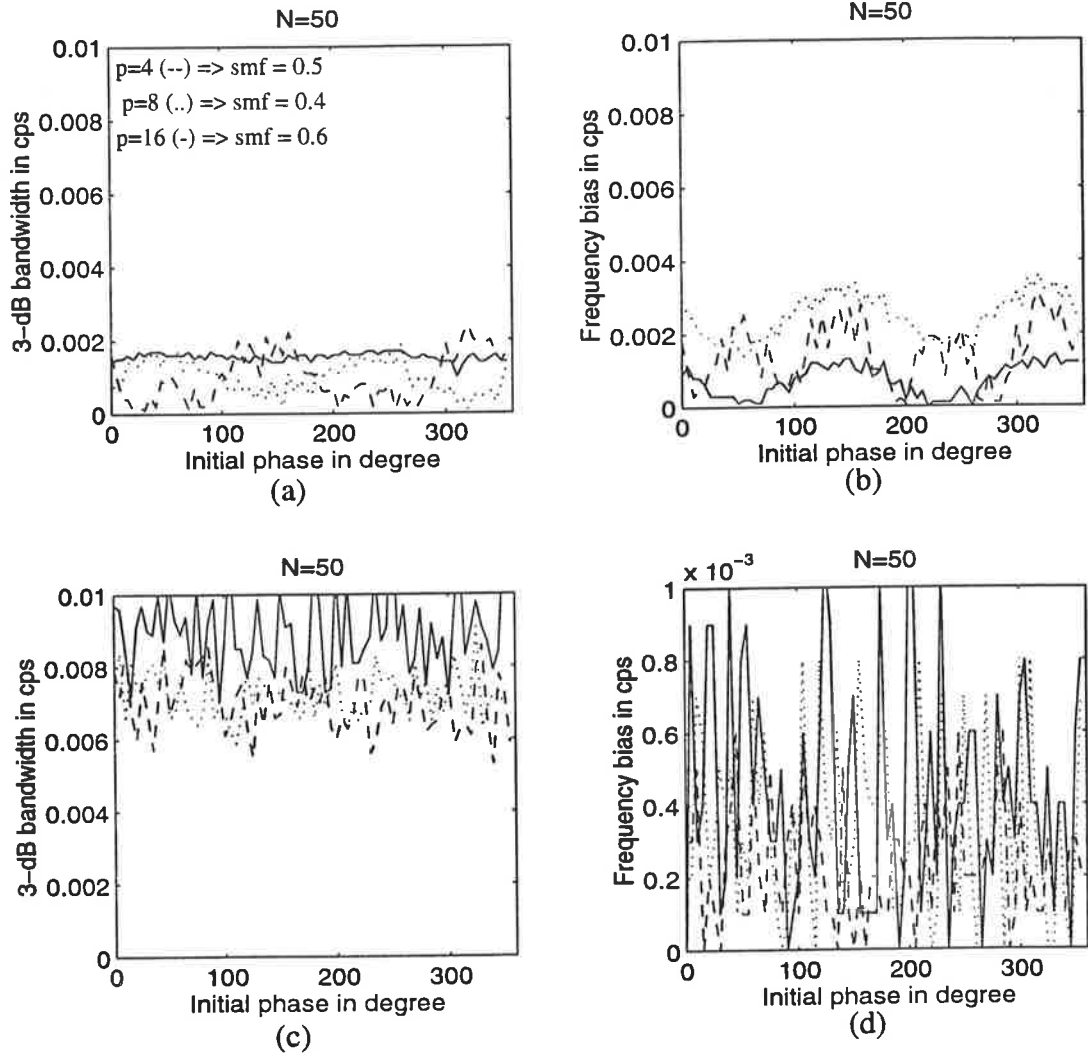 N=50
0.01
0.008
0.006
0.004
0.002
0
p=4 (--) => smf = 0.5
p=8 (..) => smf = 0.4
p=16 (-) => smf = 0.6
3-dB bandwidth in cps
0 100 200 300
Initial phase in degree
(a)
N=50
0.01
0.008
0.006
0.004
0.002
0
Frequency bias in cps
0 100 200 300
Initial phase in degree
(b)
N=50
0.01
0.008
0.006
0.004
0.002
0
3-dB bandwidth in cps
0 100 200 300
Initial phase in degree
(c)
x 10⁻³ N=50
1
0.8
0.6
0.4
0.2
0
Frequency bias in cps
0 100 200 300
Initial phase in degree
(d)